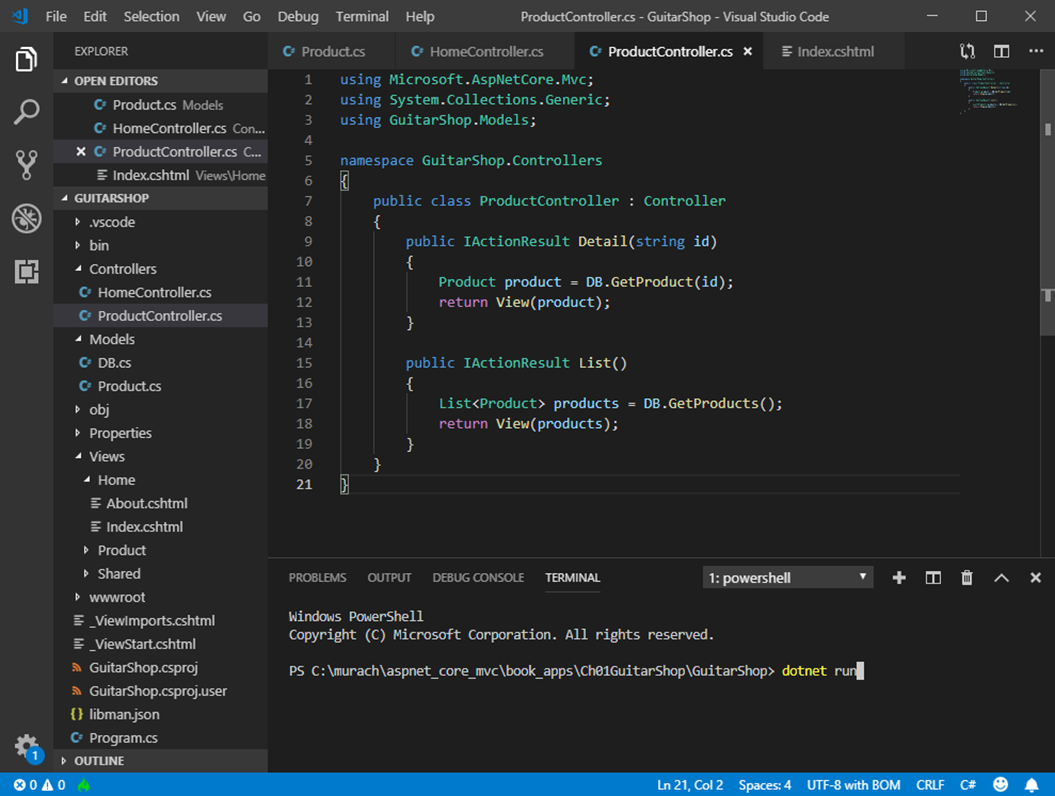 File Edit Selection View Go Debug Terminal Help ProductController.cs - GuitarShop - Visual Studio Code
EXPLORER
OPEN EDITORS
Product.cs Models
HomeController.cs Con...
ProductController.cs C...
Index.cshtml Views\Home
GUITARSHOP
.vscode
bin
Controllers
HomeController.cs
ProductController.cs
Models
DB.cs
Product.cs
obj
Properties
Views
Home
About.cshtml
Index.cshtml
Product
Shared
wwwroot
_ViewImports.cshtml
_ViewStart.cshtml
GuitarShop.csproj
GuitarShop.csproj.user
libman.json
Program.cs
OUTLINE
1
Product.cs HomeController.cs ProductController.cs Index.cshtml
1 using Microsoft.AspNetCore.Mvc;
2 using System.Collections.Generic;
3 using GuitarShop.Models;
4
5 namespace GuitarShop.Controllers
6 {
7 public class ProductController : Controller
8 {
9 public IActionResult Detail(string id)
10 {
11 Product product = DB.GetProduct(id);
12 return View(product);
13 }
14
15 public IActionResult List()
16 {
17 List<Product> products = DB.GetProducts();
18 return View(products);
19 }
20 }
21 }
PROBLEMS OUTPUT DEBUG CONSOLE TERMINAL 1: powershell
Windows PowerShell
Copyright (C) Microsoft Corporation. All rights reserved.
PS C:\murach\aspnet_core_mvc\book_apps\Ch01GuitarShop\GuitarShop> dotnet run
0 0 Ln 21, Col 2 Spaces: 4 UTF-8 with BOM CRLF C#